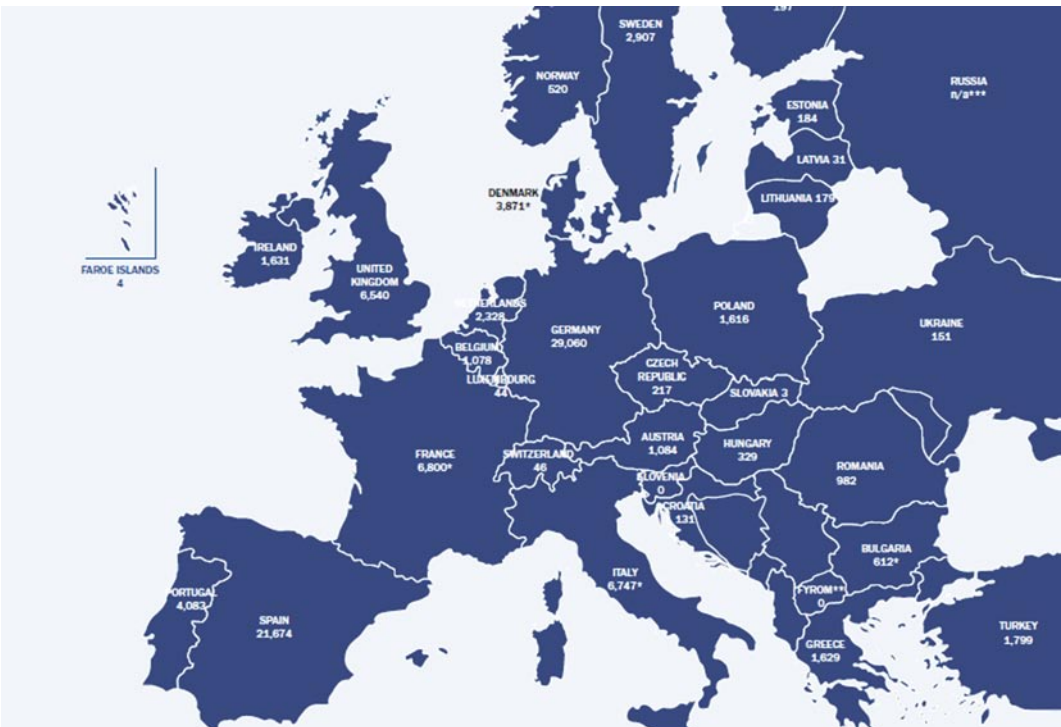 197
SWEDEN
2,907
NORWAY
520
RUSSIA
n/a***
ESTONIA
184
LATVIA 31
LITHUANIA 179
DENMARK
3,871*
FAROE ISLANDS
4
IRELAND
1,631
UNITED
KINGDOM
6,540
NETHERLANDS
2,328
BELGIUM
1,078
LUXEMBOURG
44
GERMANY
29,060
POLAND
1,616
UKRAINE
151
CZECH
REPUBLIC
217
SLOVAKIA 3
FRANCE
6,800*
SWITZERLAND
46
AUSTRIA
1,084
HUNGARY
329
ROMANIA
982
SLOVENIA
0
CROATIA
131
ITALY
6,747*
BULGARIA
612*
FYROM**
0
PORTUGAL
4,083
SPAIN
21,674
GREECE
1,629
TURKEY
1,799